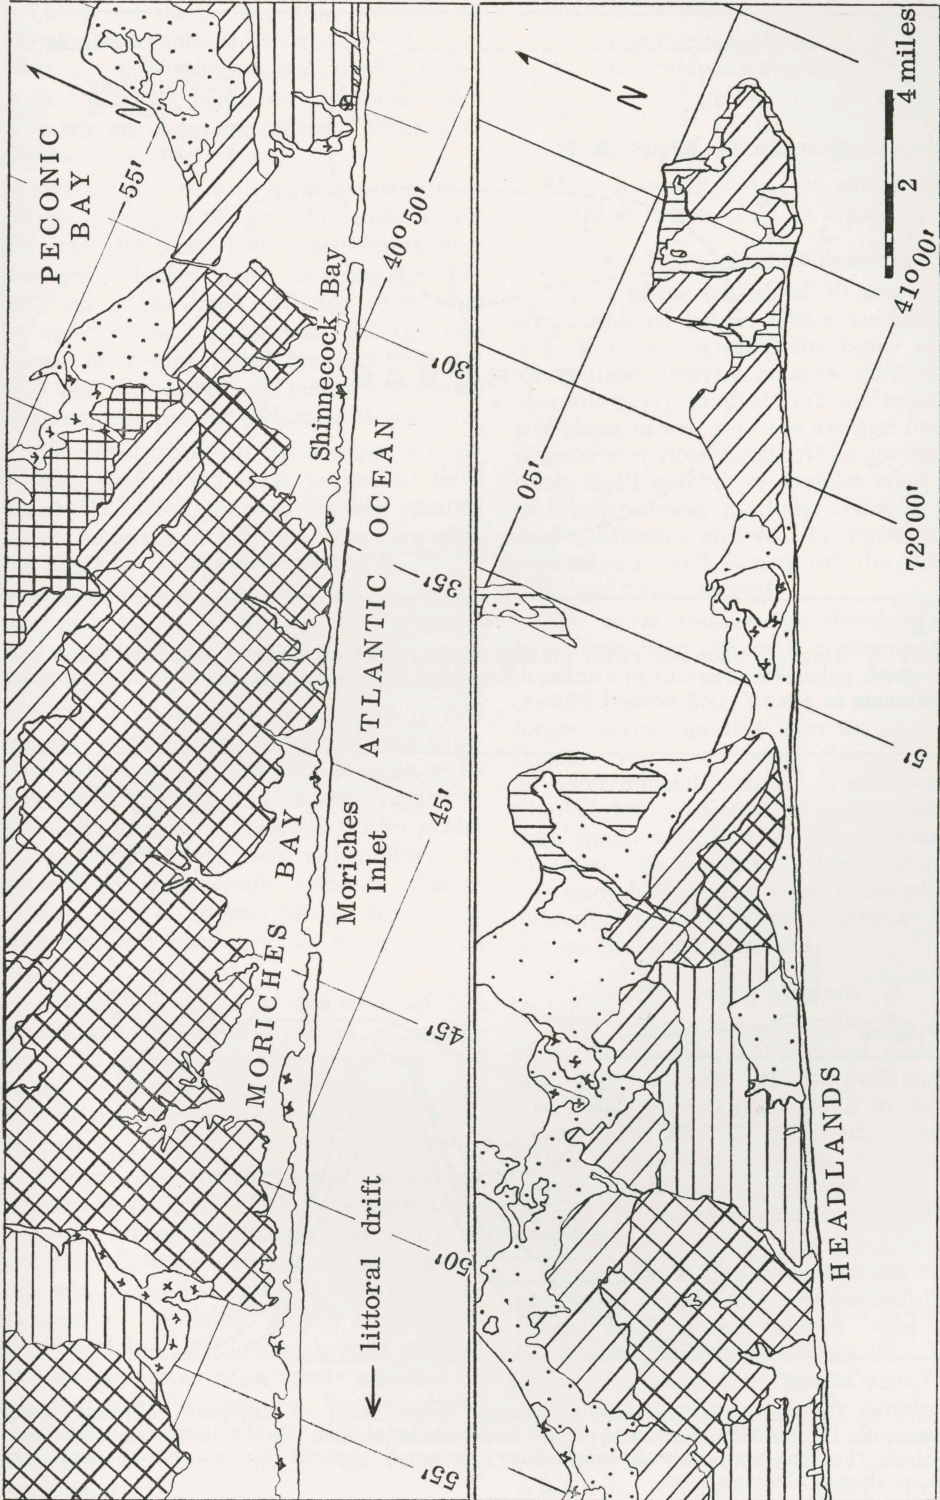 PECONIC
BAY
N
55'
40°50'
Shinnecock Bay
30'
ATLANTIC OCEAN
35'
MORICHES BAY
Moriches
Inlet
45'
45'
littoral drift
50'
55'
N
4 miles
2
41°00'
05'
72°00'
5'
HEADLANDS